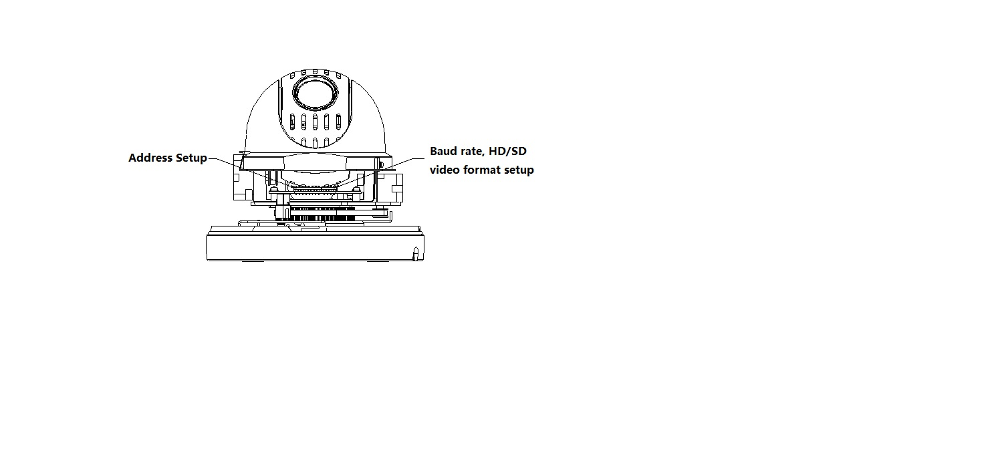 Address Setup
Baud rate, HD/SD
video format setup